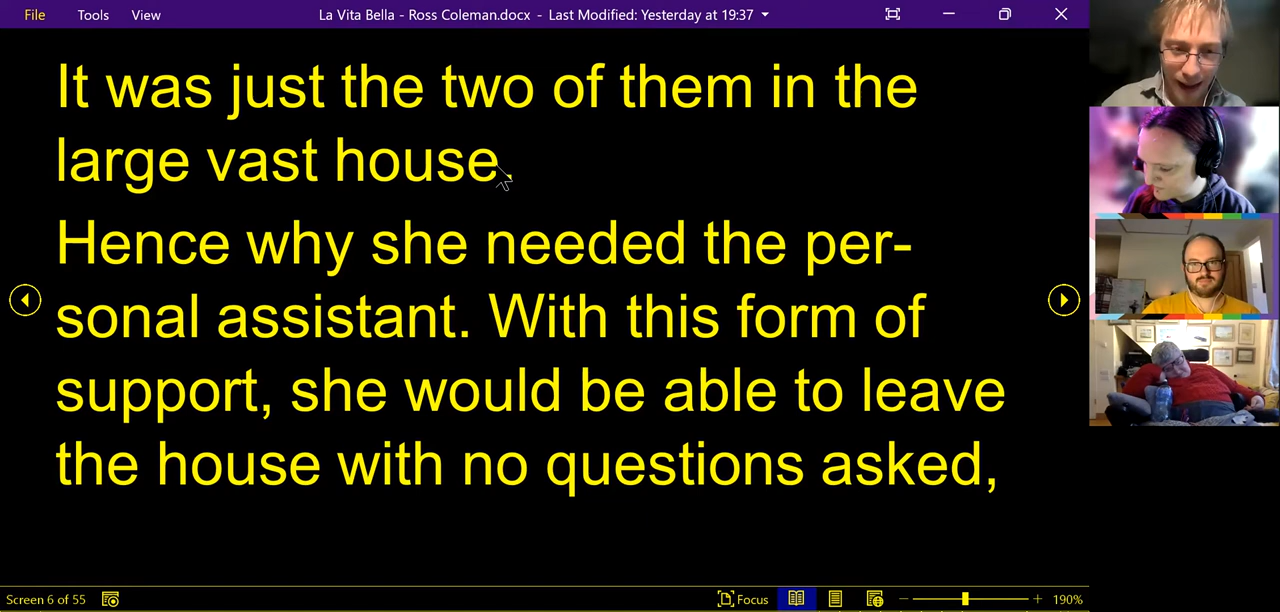 File Tools View La Vita Bella - Ross Coleman.docx - Last Modified: Yesterday at 19:37
It was just the two of them in the
large vast house.
Hence why she needed the per-
sonal assistant. With this form of
support, she would be able to leave
the house with no questions asked,
Screen 6 of 55 Focus 190%